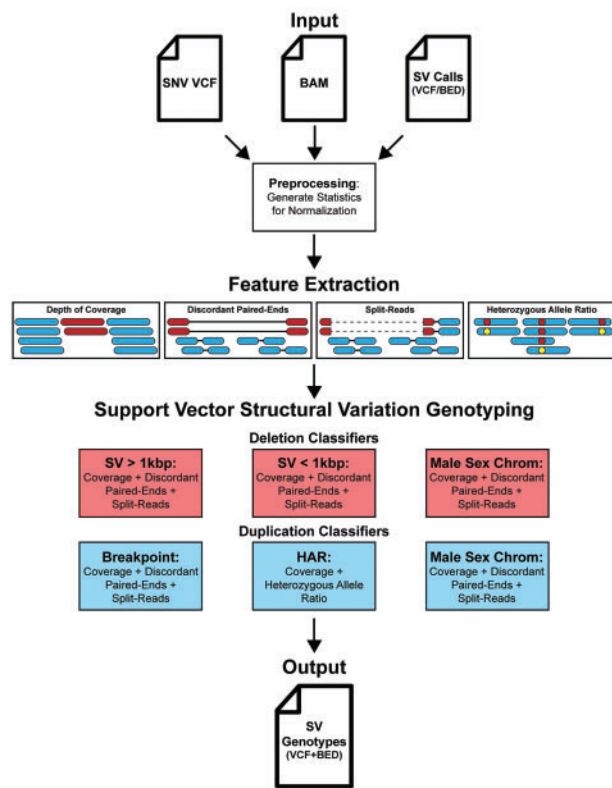 Input
SNV VCF
BAM
SV Calls
(VCF/BED)
Preprocessing:
Generate Statistics
for Normalization
Feature Extraction
Depth of Coverage
Discordant Paired-Ends
Split-Reads
Heterozygous Allele Ratio
Support Vector Structural Variation Genotyping
Deletion Classifiers
SV > 1kbp:
Coverage + Discordant
Paired-Ends +
Split-Reads
SV < 1kbp:
Coverage + Discordant
Paired-Ends +
Split-Reads
Male Sex Chrom:
Coverage + Discordant
Paired-Ends +
Split-Reads
Duplication Classifiers
Breakpoint:
Coverage + Discordant
Paired-Ends +
Split-Reads
HAR:
Coverage +
Heterozygous Allele
Ratio
Male Sex Chrom:
Coverage + Discordant
Paired-Ends +
Split-Reads
Output
SV
Genotypes
(VCF+BED)